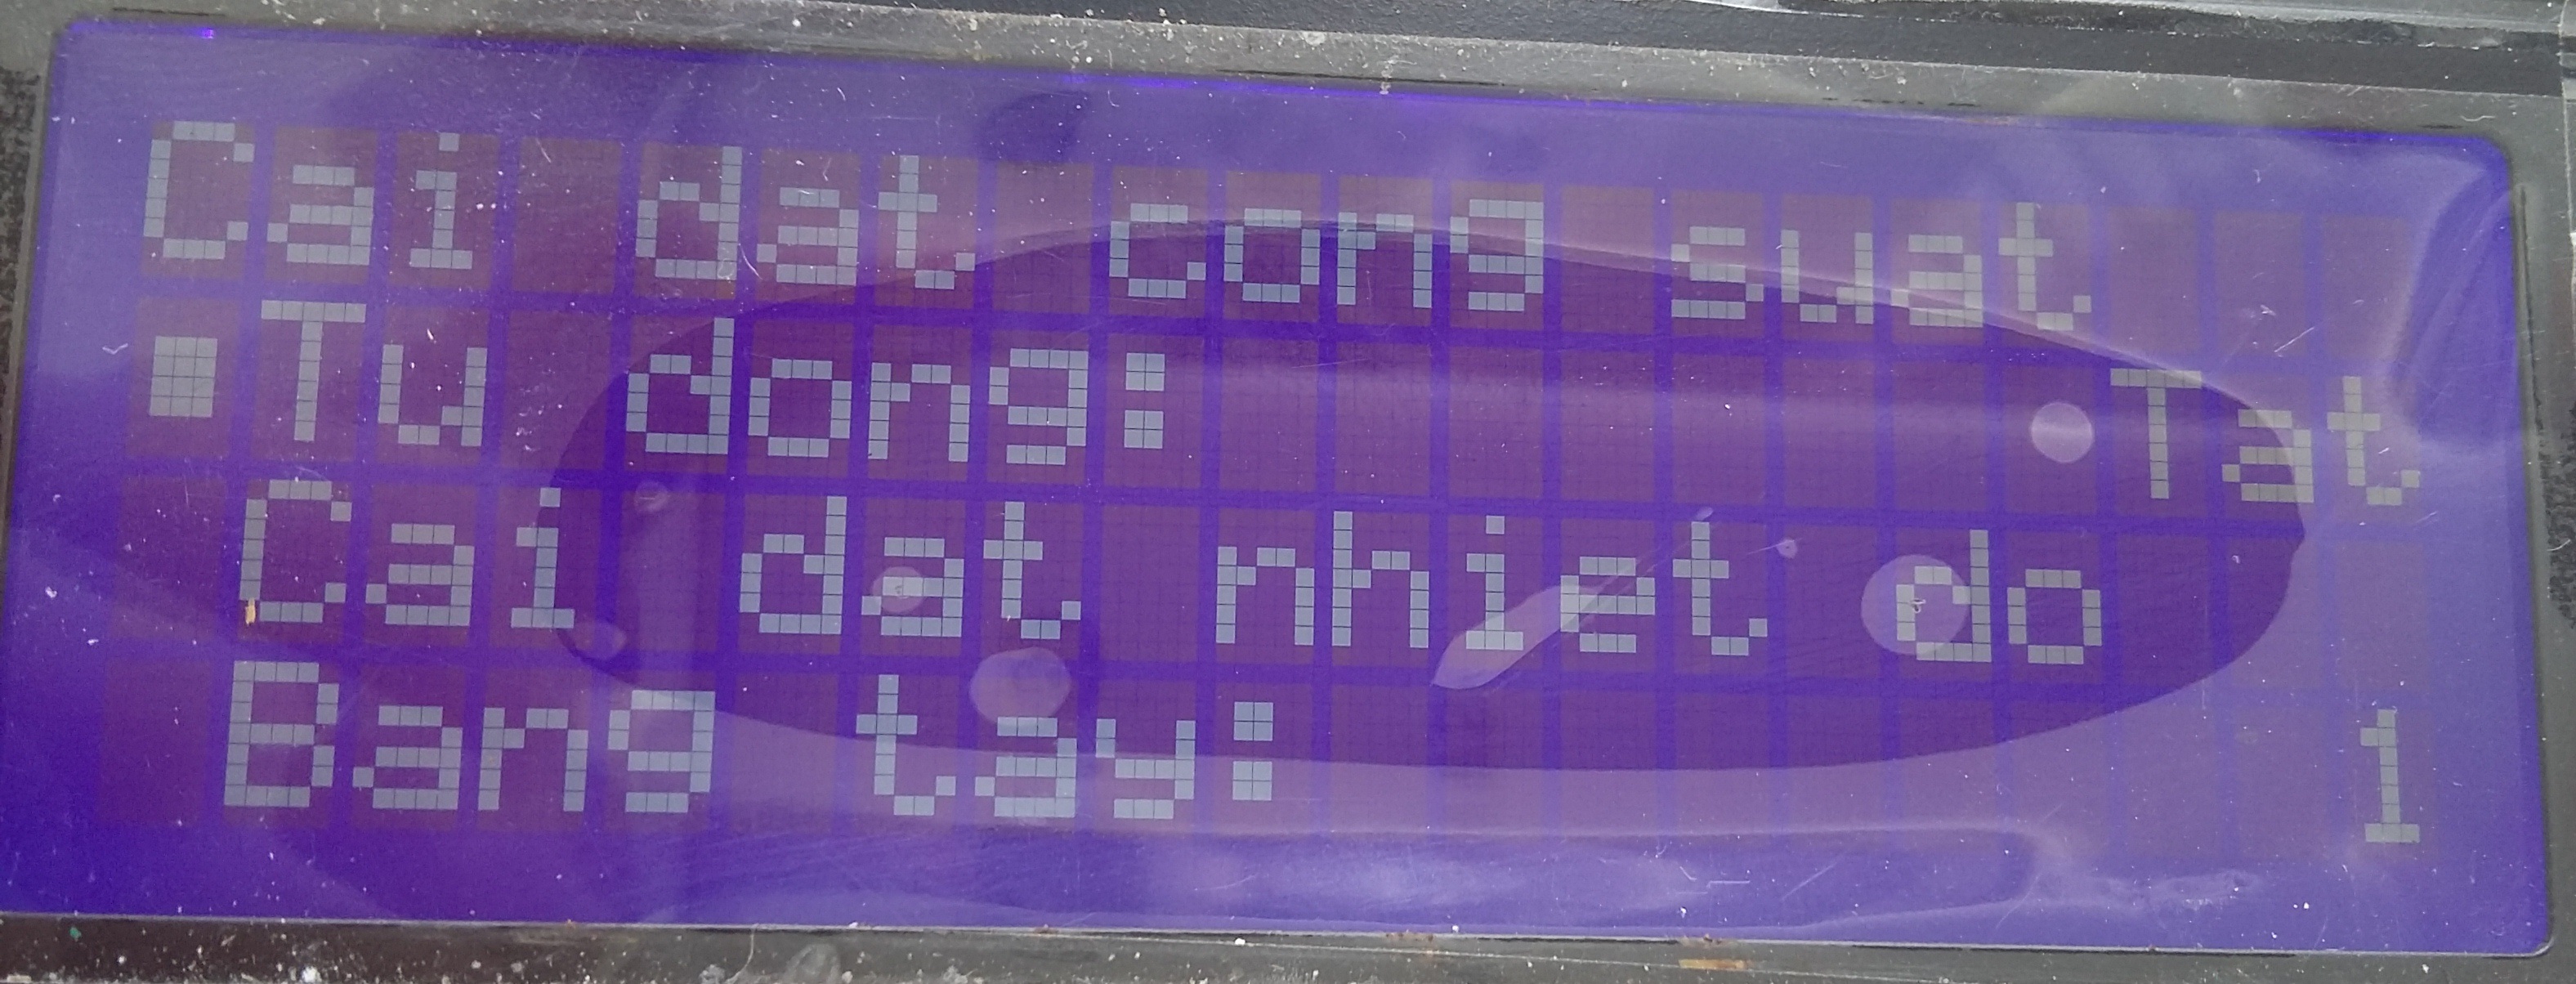 Cai dat cong suat
▪Tu dong: Tat
Cai dat nhiet do
Bang tay: 1